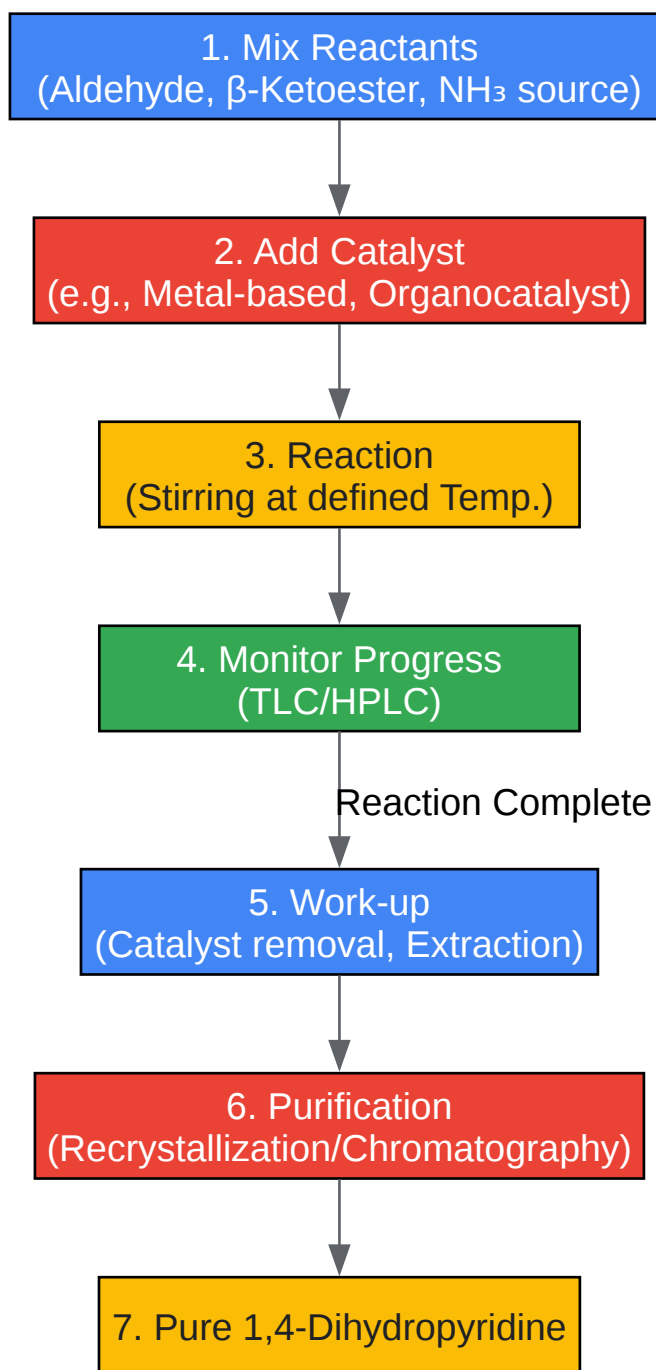 1. Mix Reactants
(Aldehyde, β-Ketoester, NH₃ source)
2. Add Catalyst
(e.g., Metal-based, Organocatalyst)
3. Reaction
(Stirring at defined Temp.)
4. Monitor Progress
(TLC/HPLC)
Reaction Complete
5. Work-up
(Catalyst removal, Extraction)
6. Purification
(Recrystallization/Chromatography)
7. Pure 1,4-Dihydropyridine